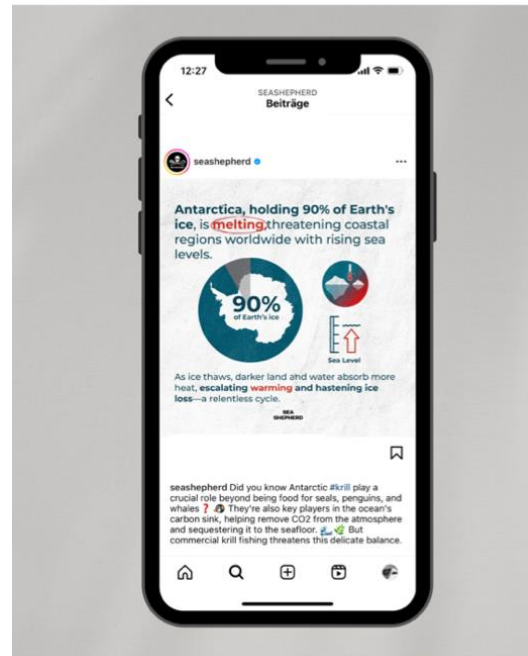 12:27
SEASHEPHERD
Beiträge
seashepherd
Antarctica, holding 90% of Earth's
ice, is melting, threatening coastal
regions worldwide with rising sea
levels.
90%
of Earth's ice
Sea Level
As ice thaws, darker land and water absorb more
heat, escalating warming and hastening ice
loss—a relentless cycle.
SEA
SHEPHERD
seashepherd Did you know Antarctic #krill play a
crucial role beyond being food for seals, penguins, and
whales ❓ 🐧 They're also key players in the ocean's
carbon sink, helping remove CO2 from the atmosphere
and sequestering it to the seafloor. 🌊 🌿 But
commercial krill fishing threatens this delicate balance.